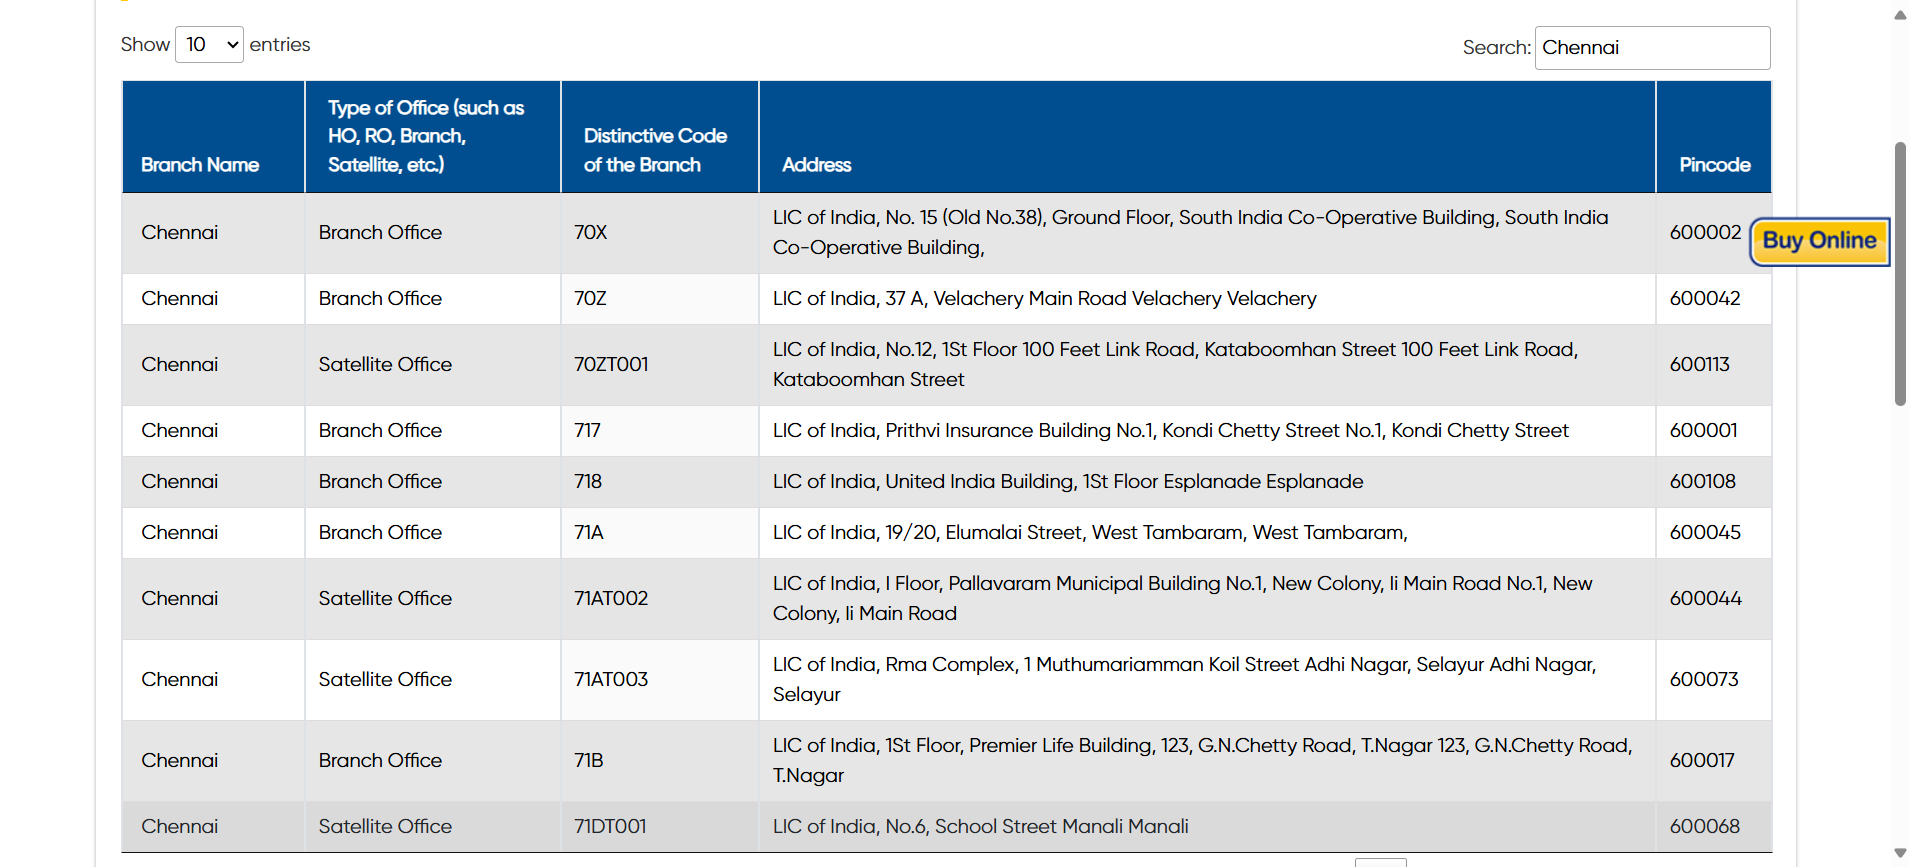 Show 10 entries
Search: Chennai
Branch Name
Type of Office (such as
HO, RO, Branch,
Satellite, etc.)
Distinctive Code
of the Branch
Address
Pincode
Chennai Branch Office 70X
LIC of India, No. 15 (Old No.38), Ground Floor, South India Co-Operative Building, South India
Co-Operative Building,
600002
Buy Online
Chennai Branch Office 70Z LIC of India, 37 A, Velachery Main Road Velachery Velachery 600042
Chennai Satellite Office 70ZT001
LIC of India, No.12, 1St Floor 100 Feet Link Road, Kataboomhan Street 100 Feet Link Road,
Kataboomhan Street
600113
Chennai Branch Office 717 LIC of India, Prithvi Insurance Building No.1, Kondi Chetty Street No.1, Kondi Chetty Street 600001
Chennai Branch Office 718 LIC of India, United India Building, 1St Floor Esplanade Esplanade 600108
Chennai Branch Office 71A LIC of India, 19/20, Elumalai Street, West Tambaram, West Tambaram, 600045
Chennai Satellite Office 71AT002
LIC of India, I Floor, Pallavaram Municipal Building No.1, New Colony, Ii Main Road No.1, New
Colony, Ii Main Road
600044
Chennai Satellite Office 71AT003
LIC of India, Rma Complex, 1 Muthumariamman Koil Street Adhi Nagar, Selayur Adhi Nagar,
Selayur
600073
Chennai Branch Office 71B
LIC of India, 1St Floor, Premier Life Building, 123, G.N.Chetty Road, T.Nagar 123, G.N.Chetty Road,
T.Nagar
600017
Chennai Satellite Office 71DT001 LIC of India, No.6, School Street Manali Manali 600068